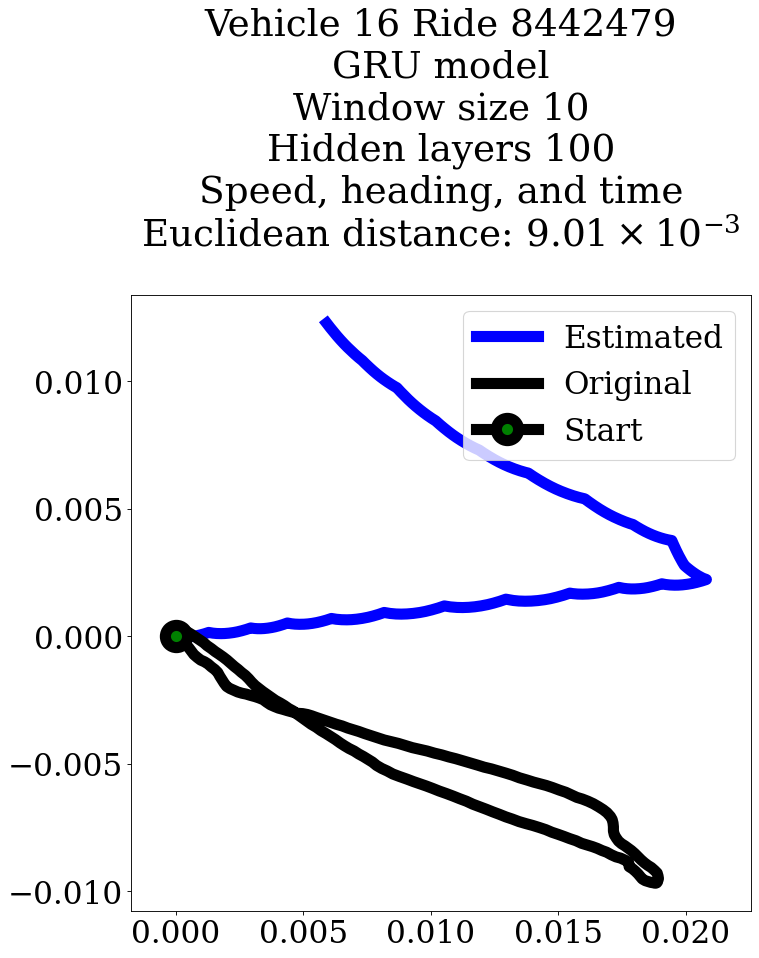 Vehicle 16 Ride 8442479
GRU model
Window size 10
Hidden layers 100
Speed, heading, and time
Euclidean distance: 9.01 × 10⁻³
Estimated
Original
Start
0.010
0.005
0.000
−0.005
−0.010
0.000 0.005 0.010 0.015 0.020